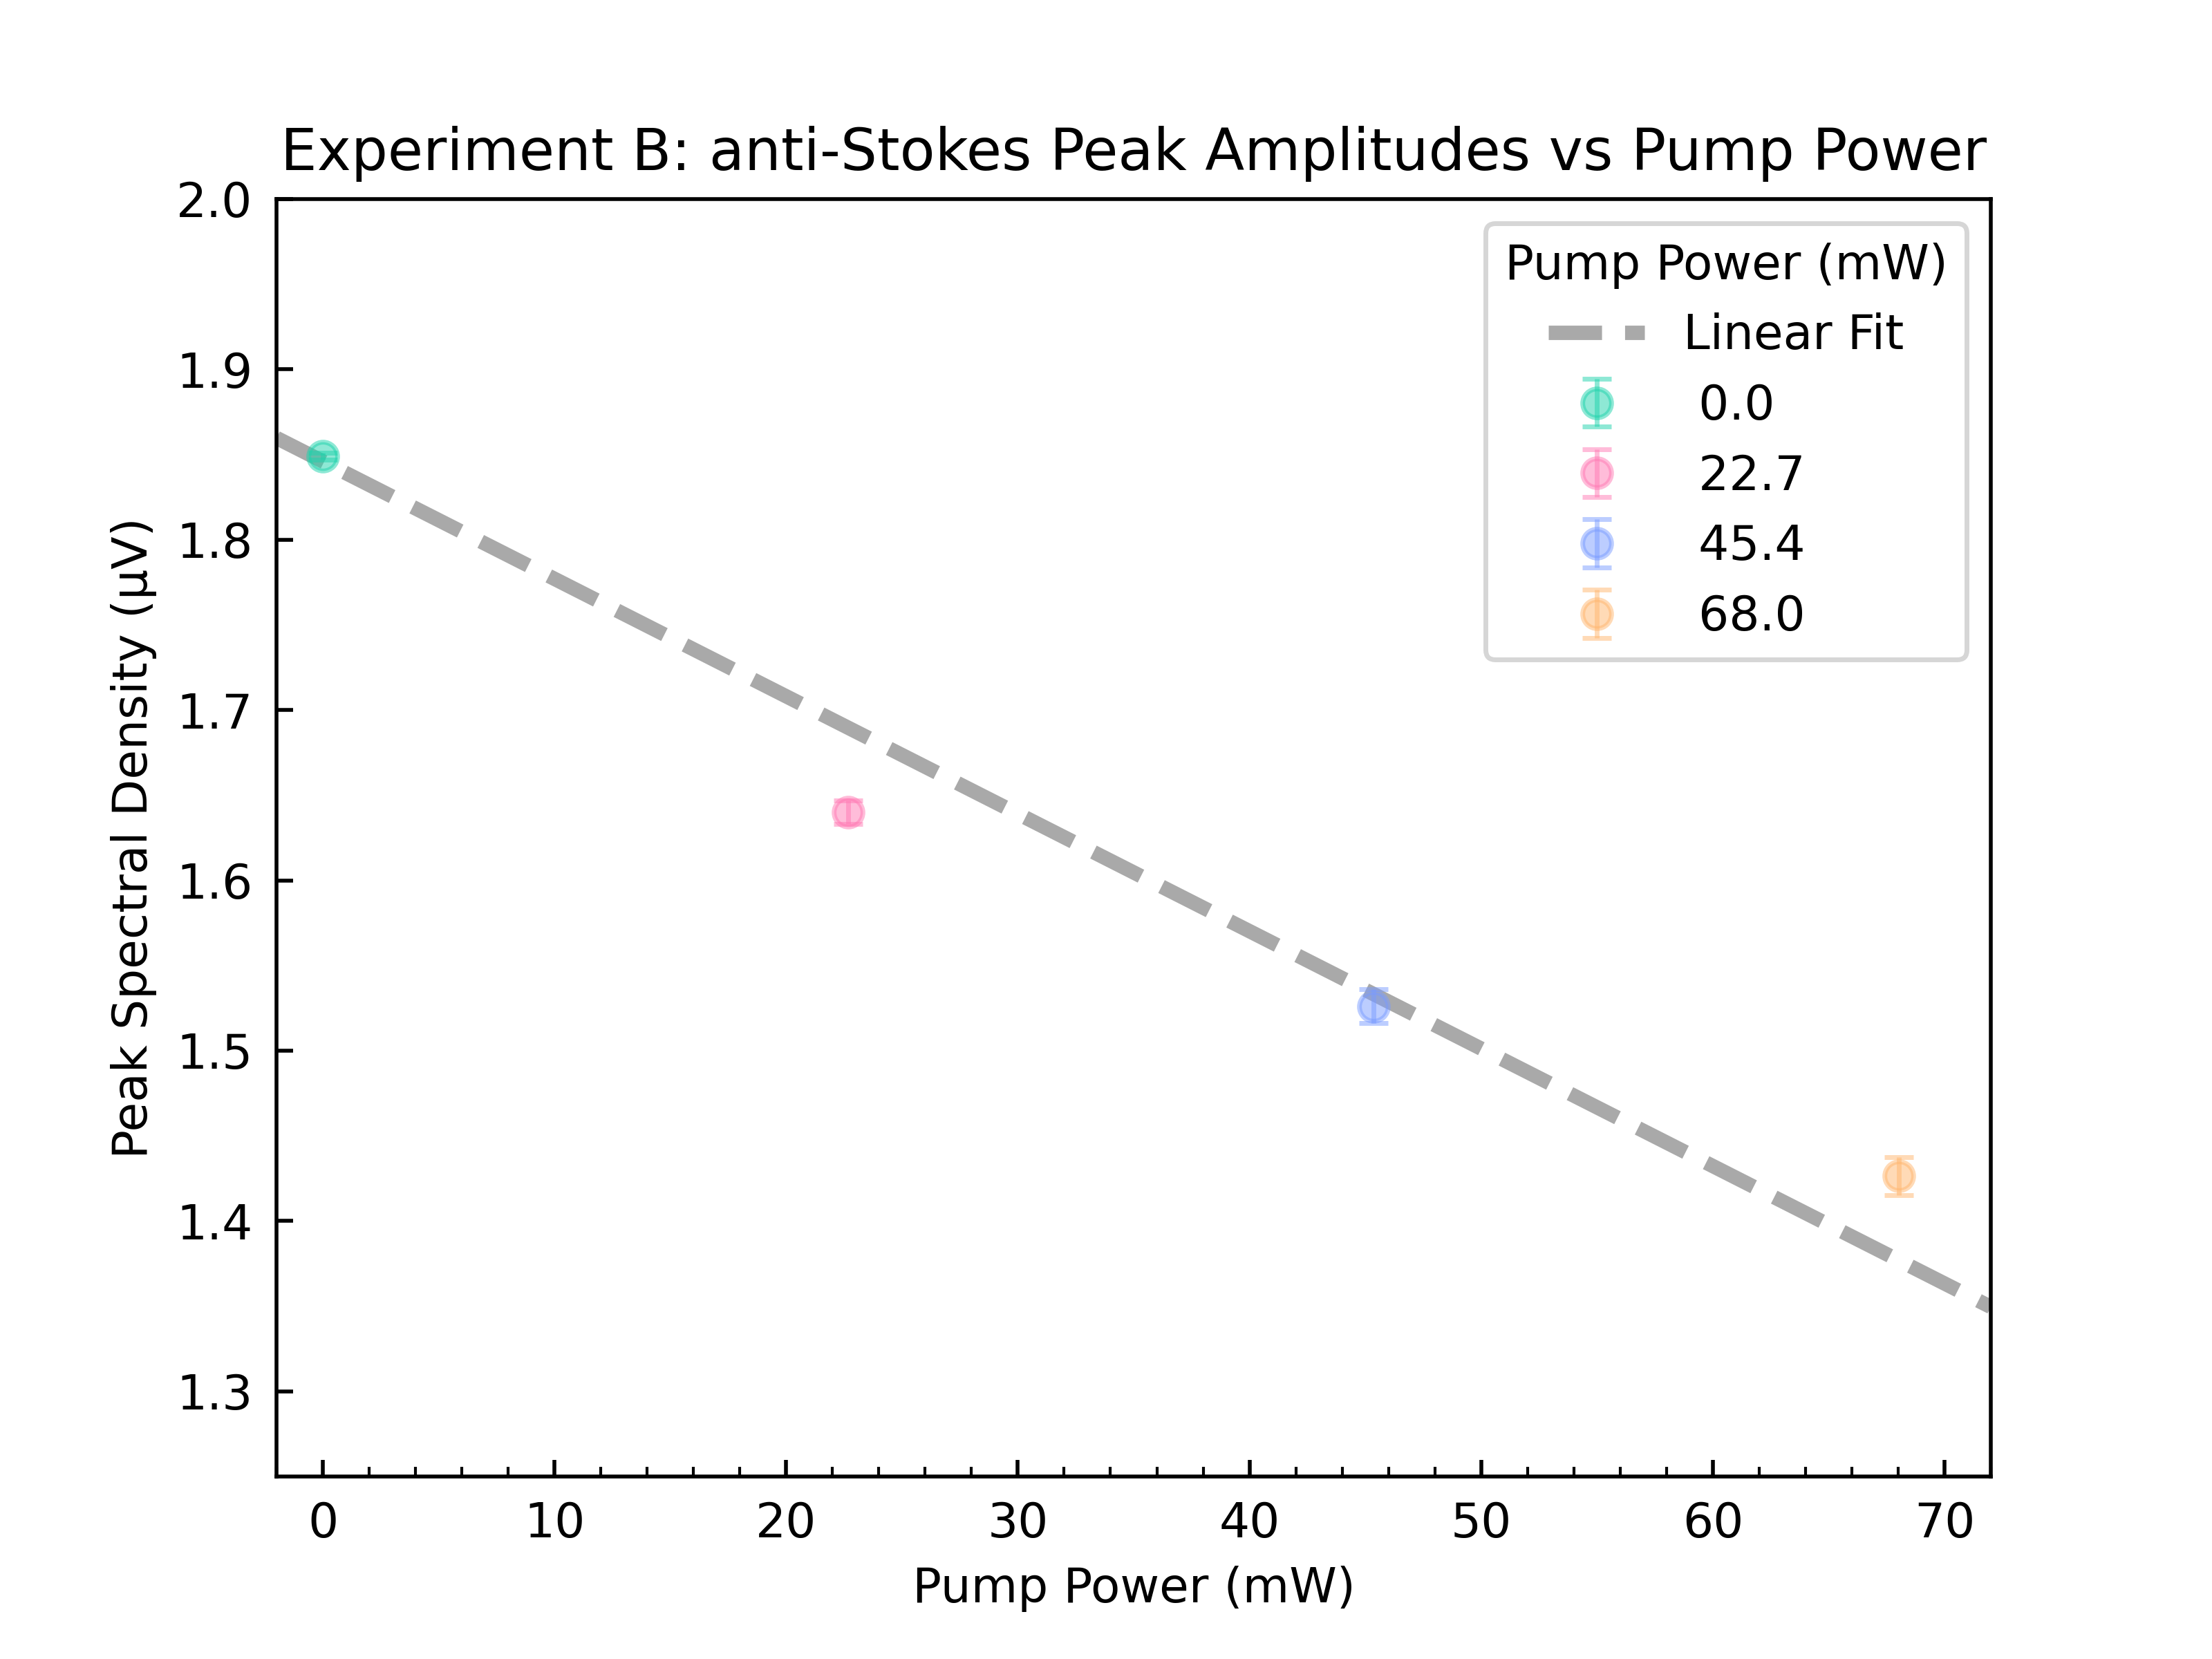 Experiment B: anti-Stokes Peak Amplitudes vs Pump Power
2.0
1.9
1.8
1.7
1.6
1.5
1.4
1.3
Peak Spectral Density (µV)
Pump Power (mW)
Linear Fit
0.0
22.7
45.4
68.0
0 10 20 30 40 50 60 70
Pump Power (mW)